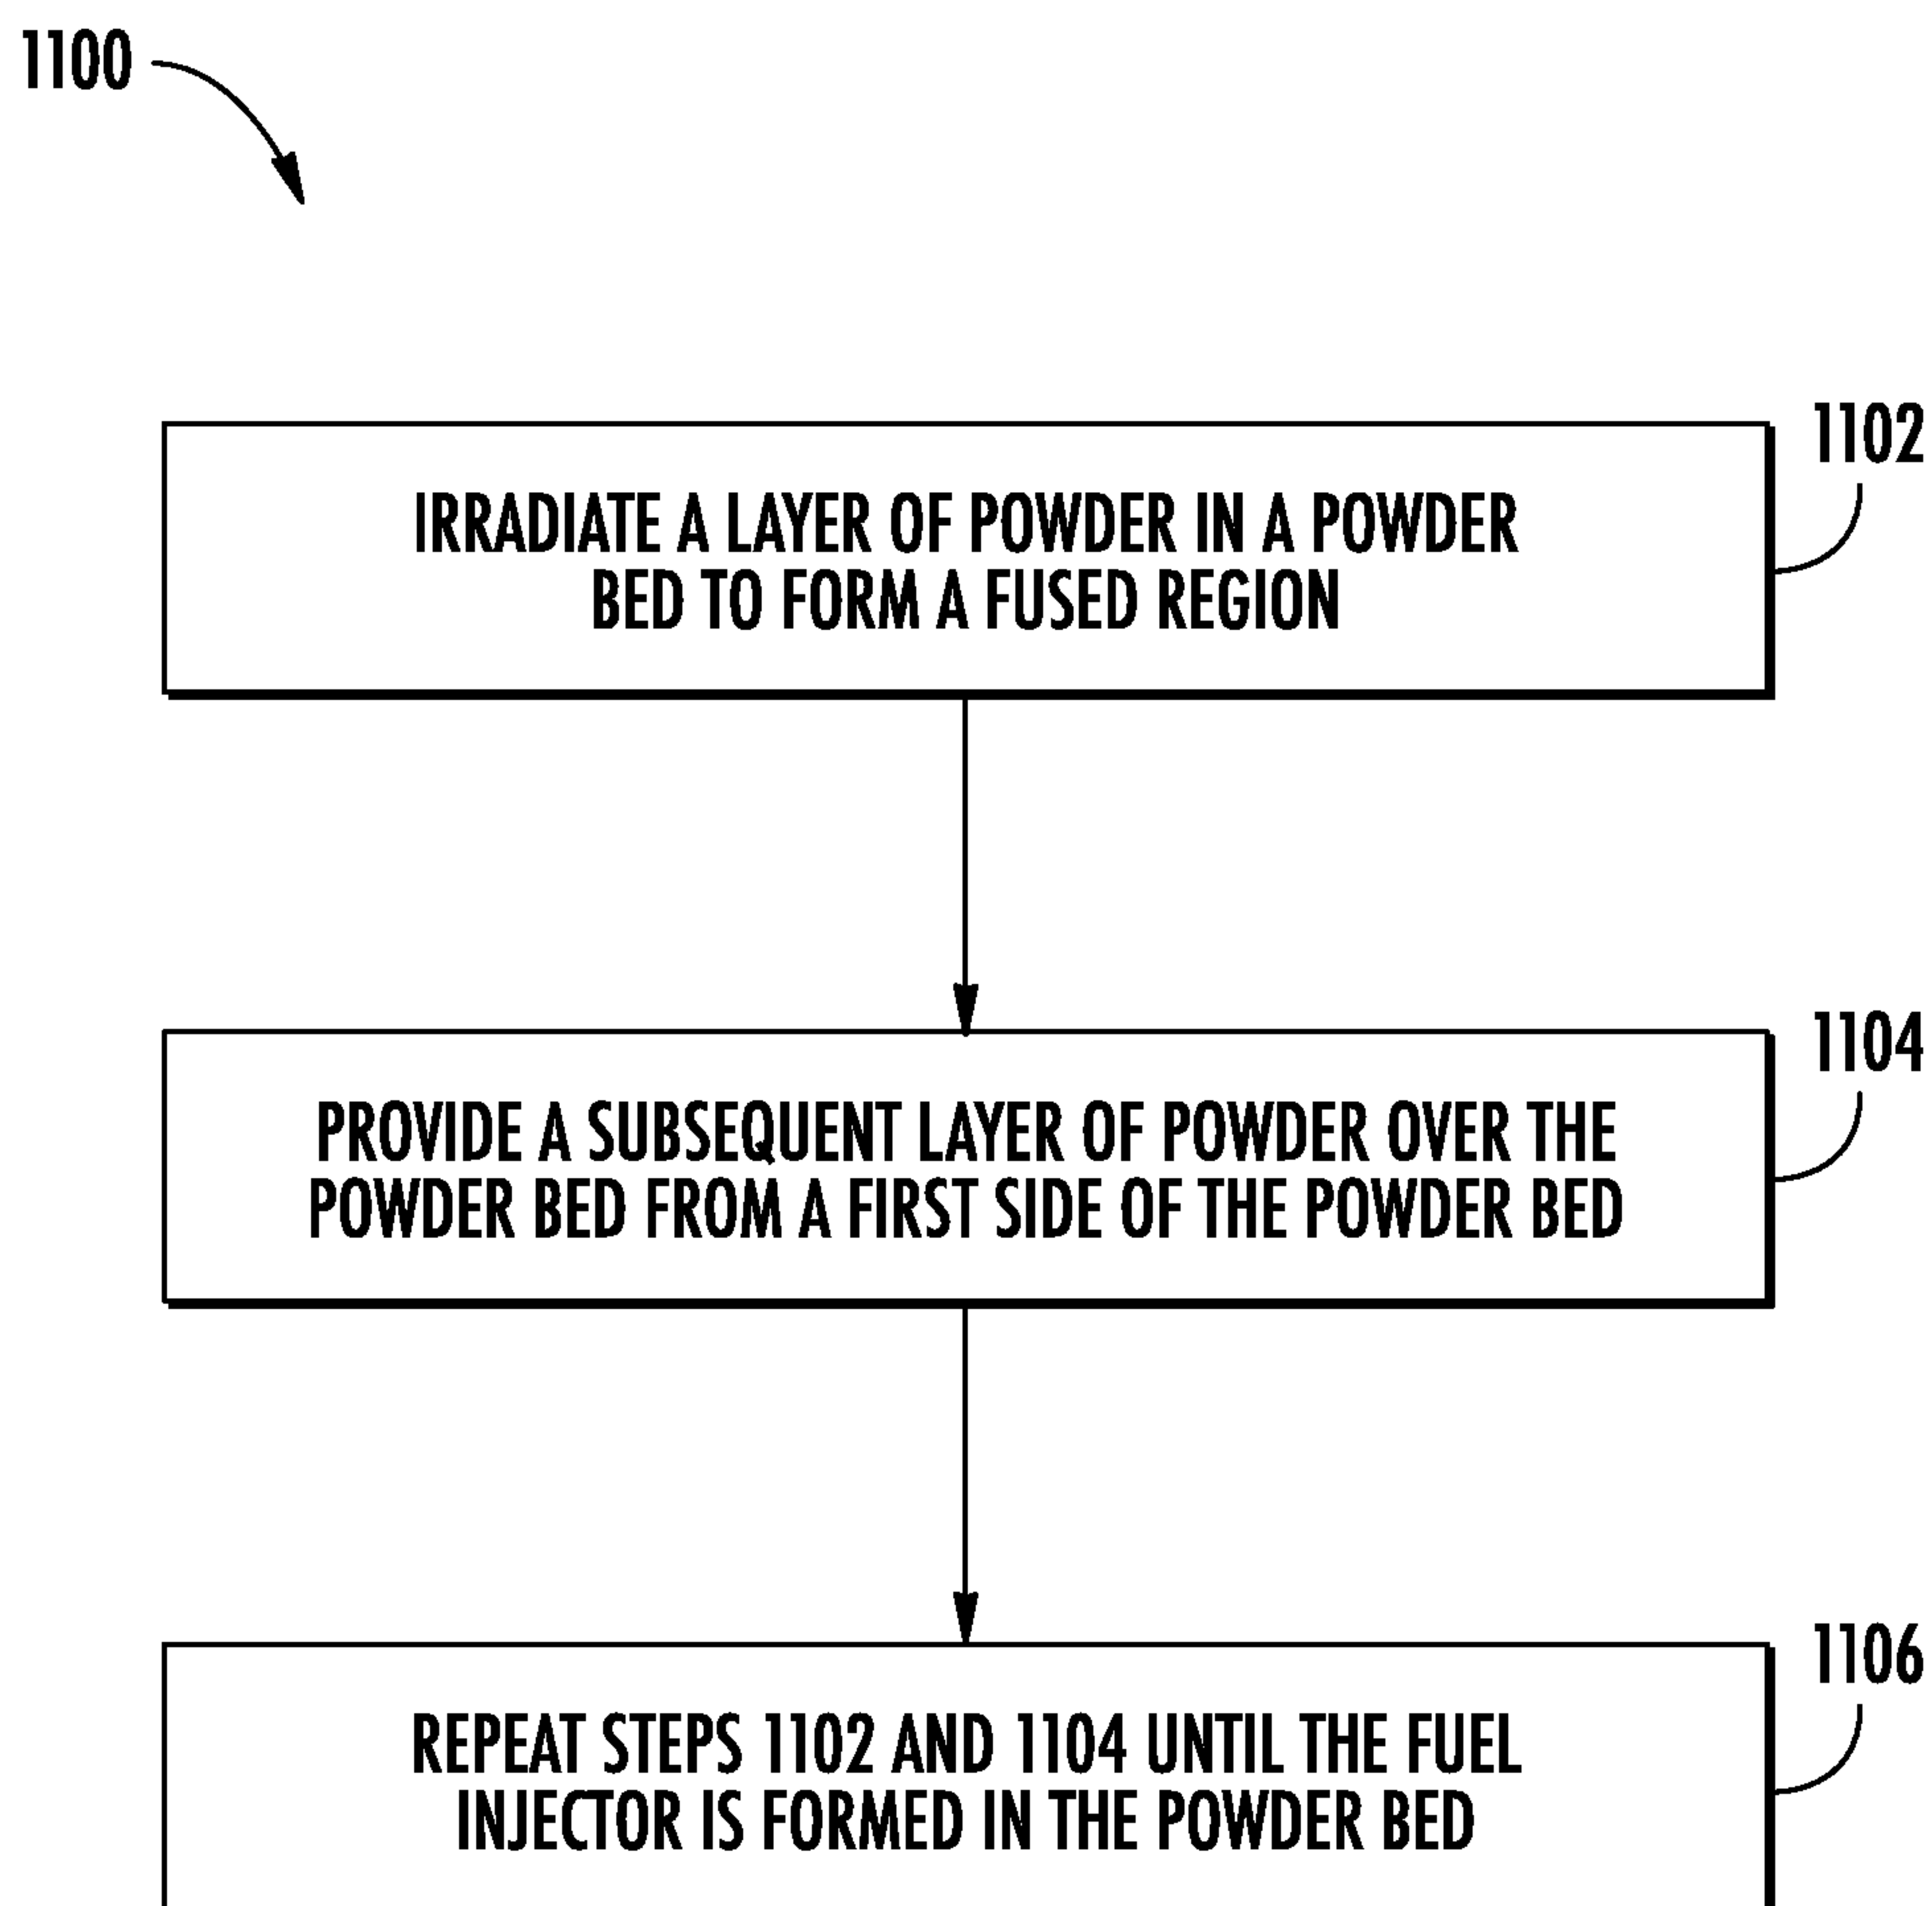 1100
1102
IRRADIATE A LAYER OF POWDER IN A POWDER
BED TO FORM A FUSED REGION
1104
PROVIDE A SUBSEQUENT LAYER OF POWDER OVER THE
POWDER BED FROM A FIRST SIDE OF THE POWDER BED
1106
REPEAT STEPS 1102 AND 1104 UNTIL THE FUEL
INJECTOR IS FORMED IN THE POWDER BED